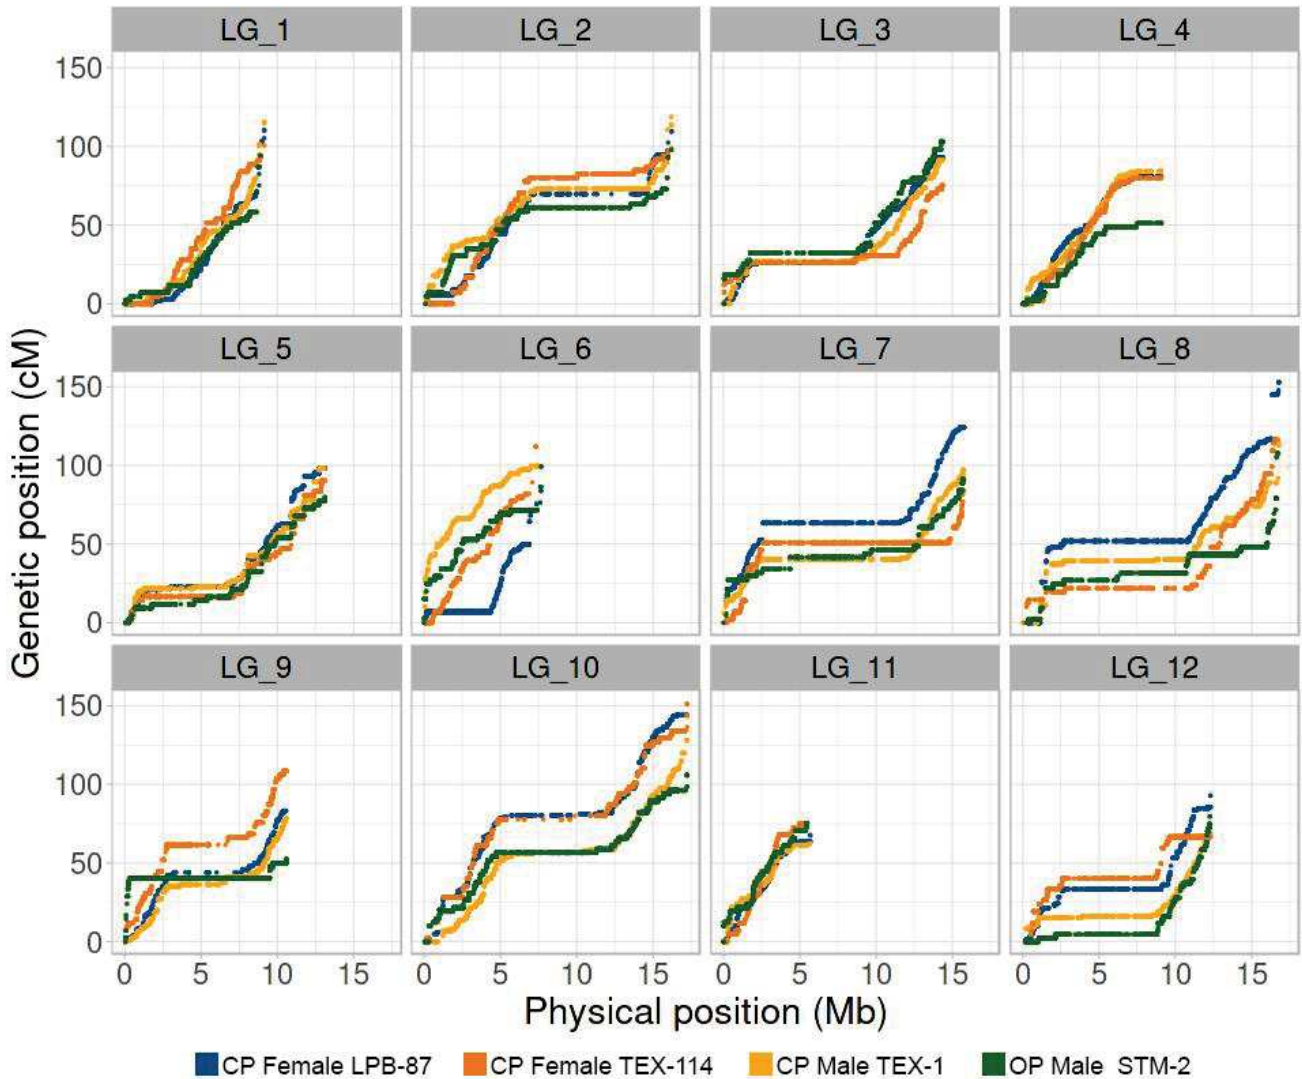 LG_1 LG_2 LG_3 LG_4
150
100
50
0
LG_5 LG_6 LG_7 LG_8
150
100
50
0
LG_9 LG_10 LG_11 LG_12
150
100
50
0
0 5 10 15 0 5 10 15 0 5 10 15 0 5 10 15
Genetic position (cM)
Physical position (Mb)
CP Female LPB-87 CP Female TEX-114 CP Male TEX-1 OP Male STM-2